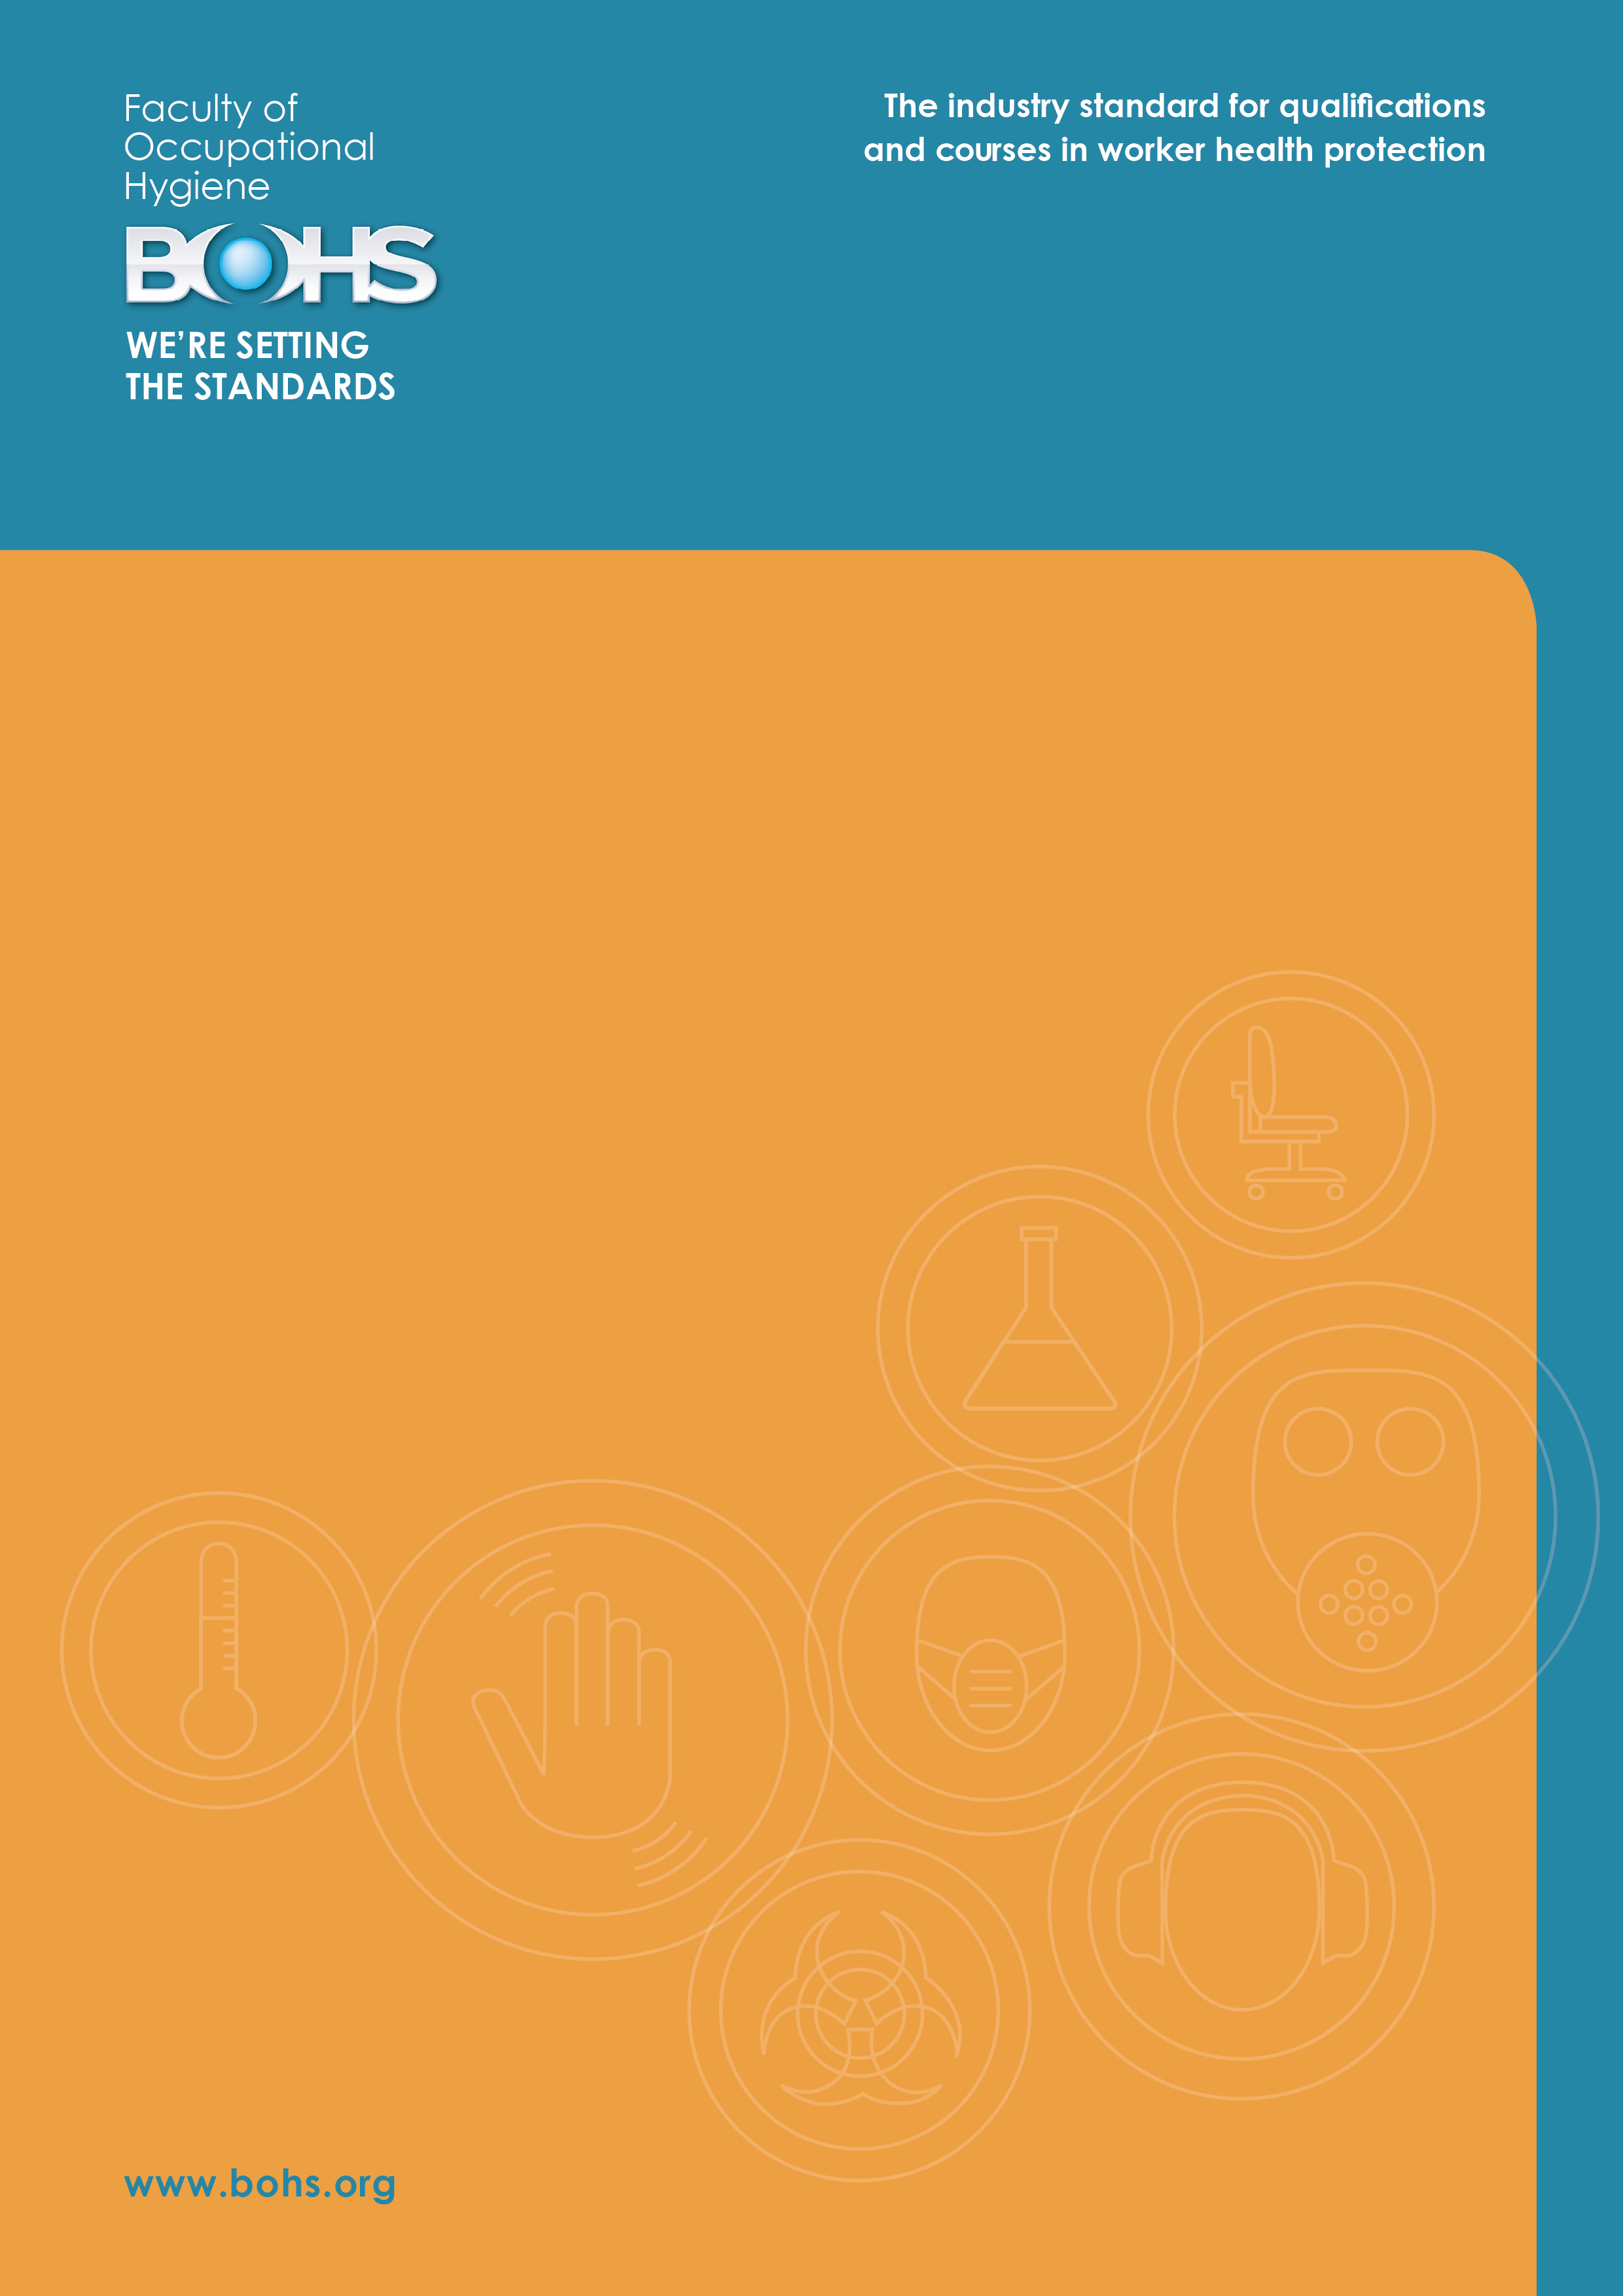 Faculty of
Occupational
Hygiene
BOHS
WE'RE SETTING
THE STANDARDS
The industry standard for qualifications
and courses in worker health protection
www.bohs.org